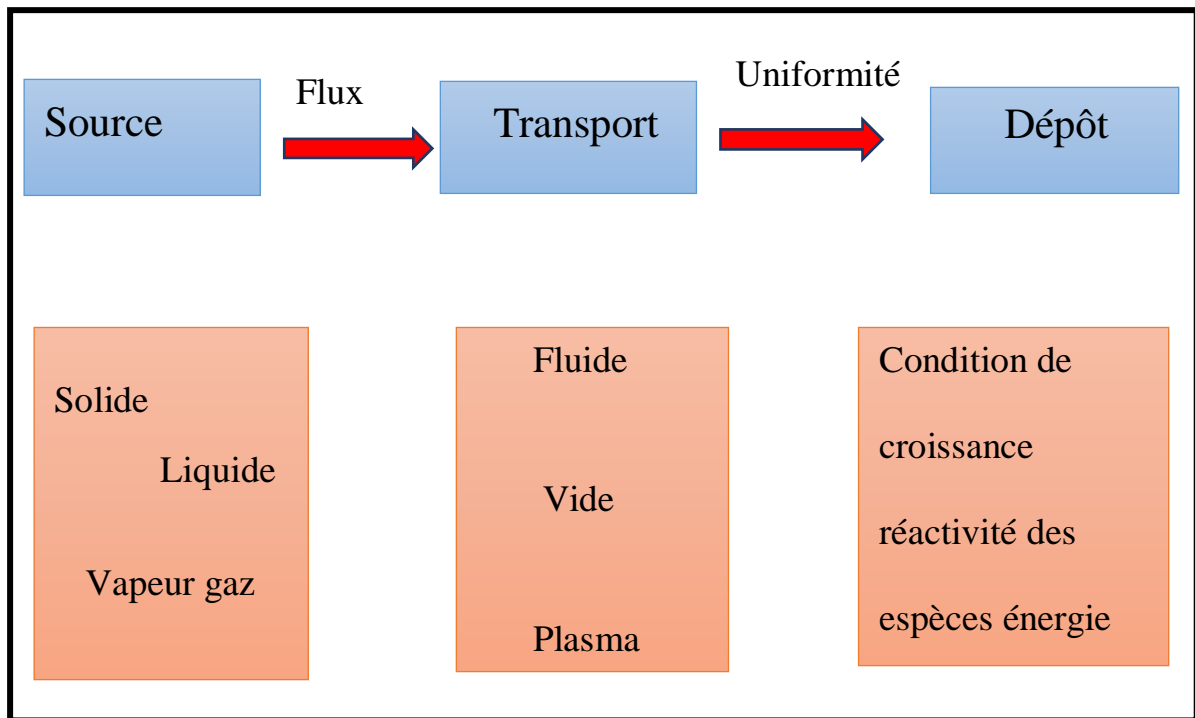 Source
Flux
Transport
Uniformité
Dépôt
Solide
Liquide
Vapeur gaz
Fluide
Vide
Plasma
Condition de
croissance
réactivité des
espèces énergie